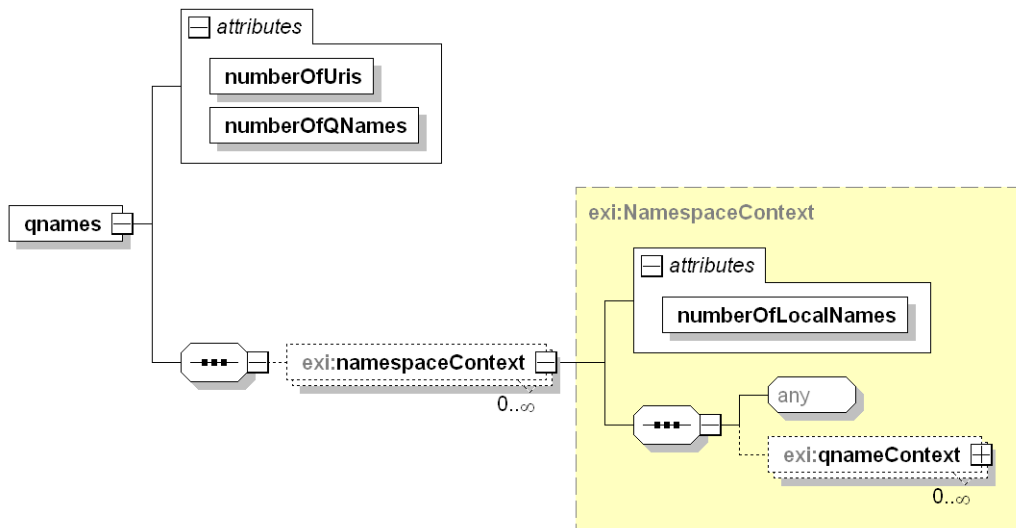 attributes
numberOfUris
numberOfQNames
qnames
exi:NamespaceContext
attributes
numberOfLocalNames
exi:namespaceContext
0..∞
any
exi:qnameContext
0..∞